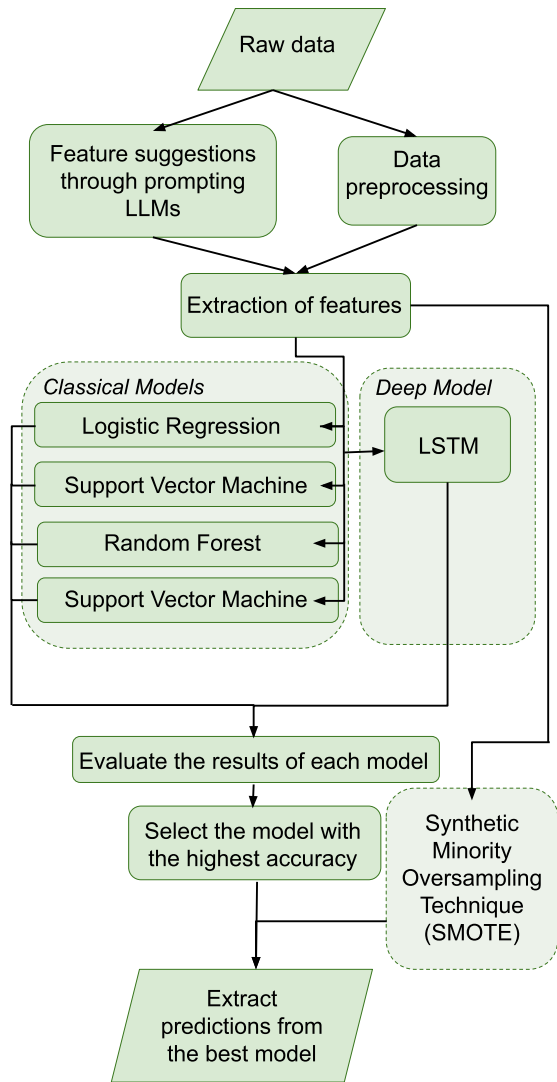 Raw data
Feature suggestions
through prompting
LLMs
Data
preprocessing
Extraction of features
Classical Models
Logistic Regression
Support Vector Machine
Random Forest
Support Vector Machine
Deep Model
LSTM
Evaluate the results of each model
Select the model with
the highest accuracy
Synthetic
Minority
Oversampling
Technique
(SMOTE)
Extract
predictions from
the best model